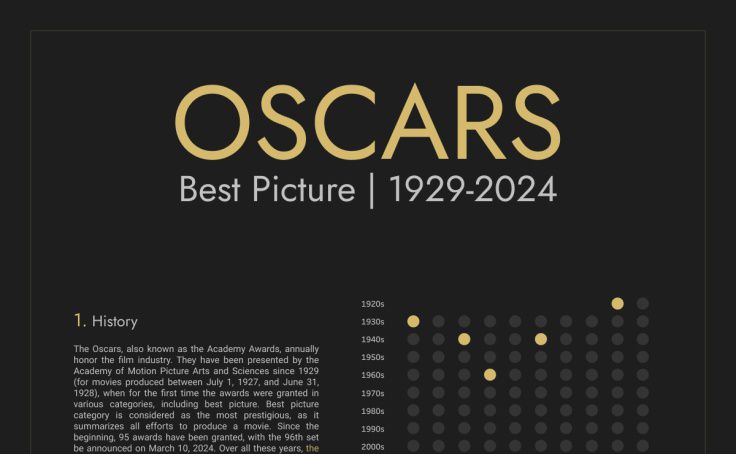 OSCARS
Best Picture | 1929-2024
1. History
The Oscars, also known as the Academy Awards, annually
honor the film industry. They have been presented by the
Academy of Motion Picture Arts and Sciences since 1929
(for movies produced between July 1, 1927, and June 31,
1928), when for the first time the awards were granted in
various categories, including best picture. Best picture
category is considered as the most prestigious, as it
summarizes all efforts to produce a movie. Since the
beginning, 95 awards have been granted, with the 96th set
be announced on March 10, 2024. Over all these years, the
1920s
1930s
1940s
1950s
1960s
1970s
1980s
1990s
2000s